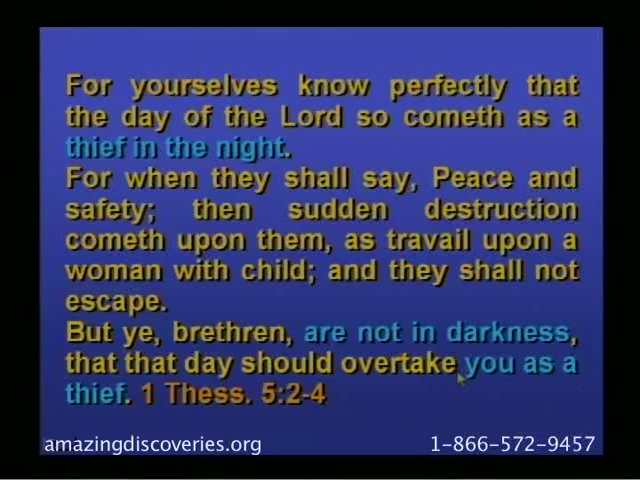 For yourselves know perfectly that
the day of the Lord so cometh as a
thief in the night.
For when they shall say, Peace and
safety; then sudden destruction
cometh upon them, as travail upon a
woman with child; and they shall not
escape.
But ye, brethren, are not in darkness,
that that day should overtake you as a
thief. 1 Thess. 5:2-4
amazingdiscoveries.org 1-866-572-9457